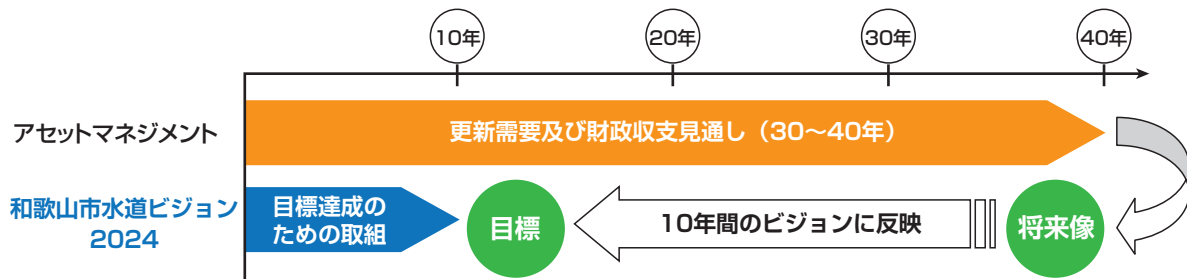 10年
20年
30年
40年
アセットマネジメント
更新需要及び財政収支見通し（30～40年）
和歌山市水道ビジョン
2024
目標達成の
ための取組
目標
10年間のビジョンに反映
将来像